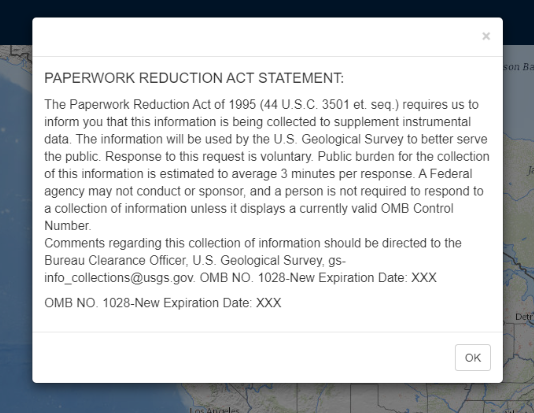 ×
son Ba
PAPERWORK REDUCTION ACT STATEMENT:
The Paperwork Reduction Act of 1995 (44 U.S.C. 3501 et. seq.) requires us to
inform you that this information is being collected to supplement instrumental
data. The information will be used by the U.S. Geological Survey to better serve
the public. Response to this request is voluntary. Public burden for the collection
of this information is estimated to average 3 minutes per response. A Federal
agency may not conduct or sponsor, and a person is not required to respond to
a collection of information unless it displays a currently valid OMB Control
Number.
Comments regarding this collection of information should be directed to the
Bureau Clearance Officer, U.S. Geological Survey, gs-
info_collections@usgs.gov. OMB NO. 1028-New Expiration Date: XXX
OMB NO. 1028-New Expiration Date: XXX
Detr
OK
Los Angeles